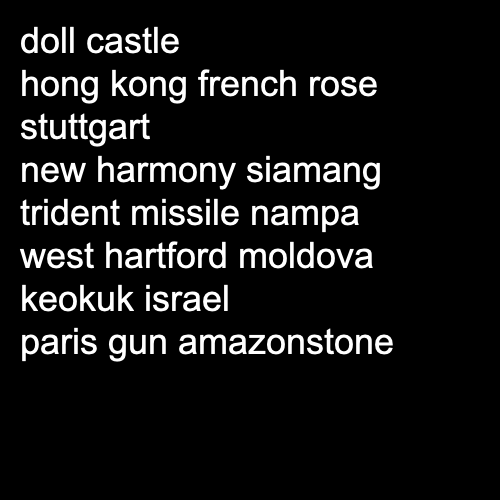 doll castle
hong kong french rose
stuttgart
new harmony siamang
trident missile nampa
west hartford moldova
keokuk israel
paris gun amazonstone